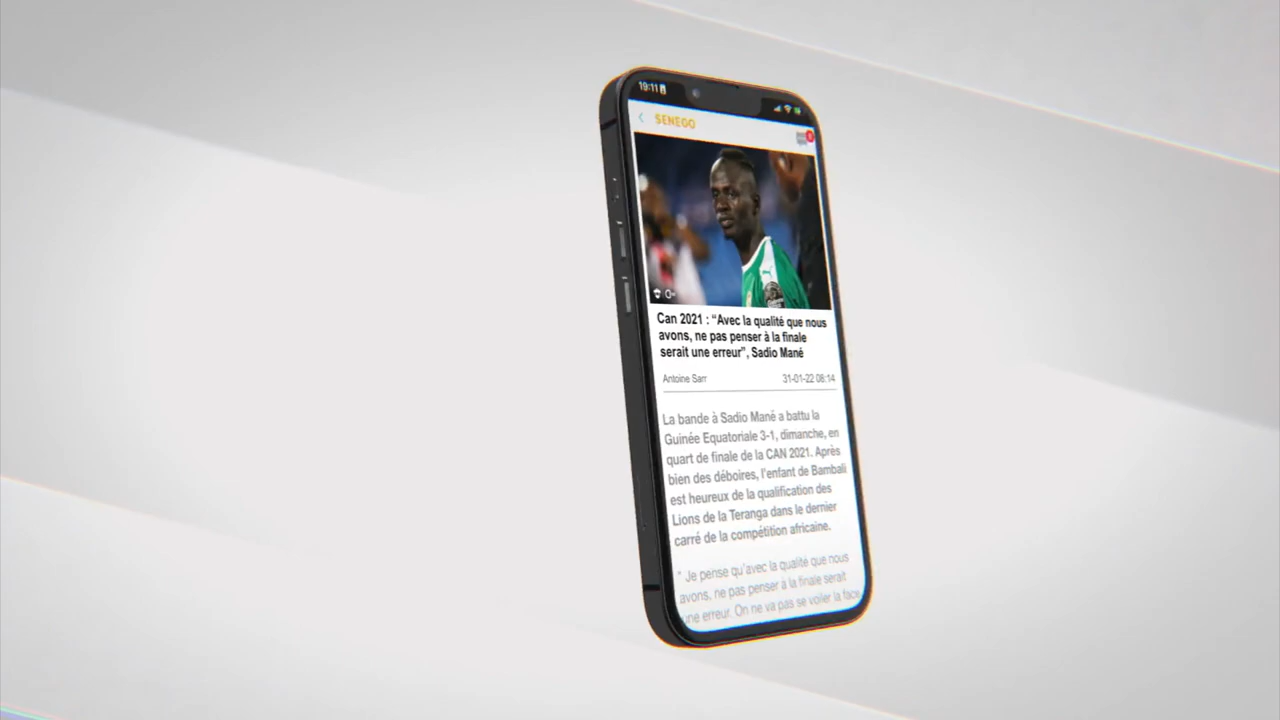 19:11
SENEGO
Can 2021 : “Avec la qualité que nous
avons, ne pas penser à la finale
serait une erreur”, Sadio Mané
Antoine Sarr 31-01-22 08:14
La bande à Sadio Mané a battu la
Guinée Equatoriale 3-1, dimanche, en
quart de finale de la CAN 2021. Après
bien des déboires, l'enfant de Bambali
est heureux de la qualification des
Lions de la Teranga dans le dernier
carré de la compétition africaine.
" Je pense qu'avec la qualité que nous
avons, ne pas penser à la finale serait
une erreur. On ne va pas se voiler la face